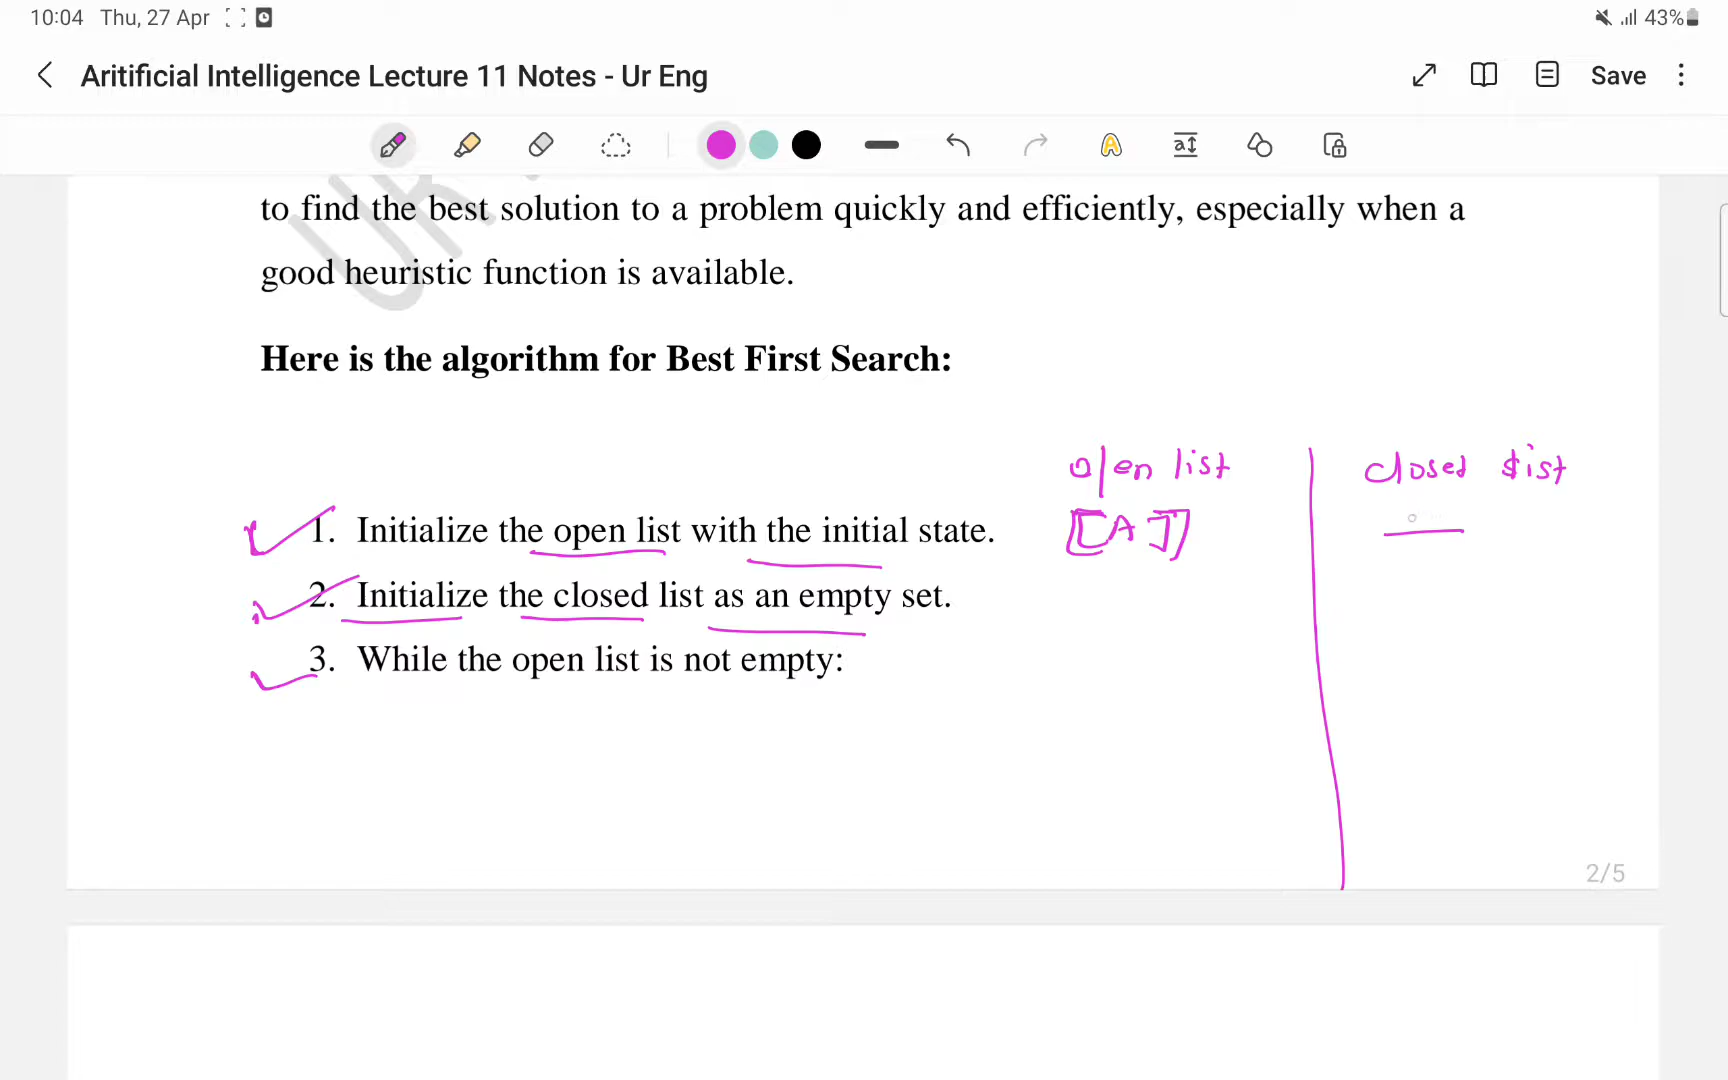 10:04 Thu, 27 Apr
43%
Aritificial Intelligence Lecture 11 Notes - Ur Eng
Save
UR
to find the best solution to a problem quickly and efficiently, especially when a
good heuristic function is available.
Here is the algorithm for Best First Search:
open list
closed list
1. Initialize the open list with the initial state.
[[A]]
2. Initialize the closed list as an empty set.
3. While the open list is not empty:
2/5